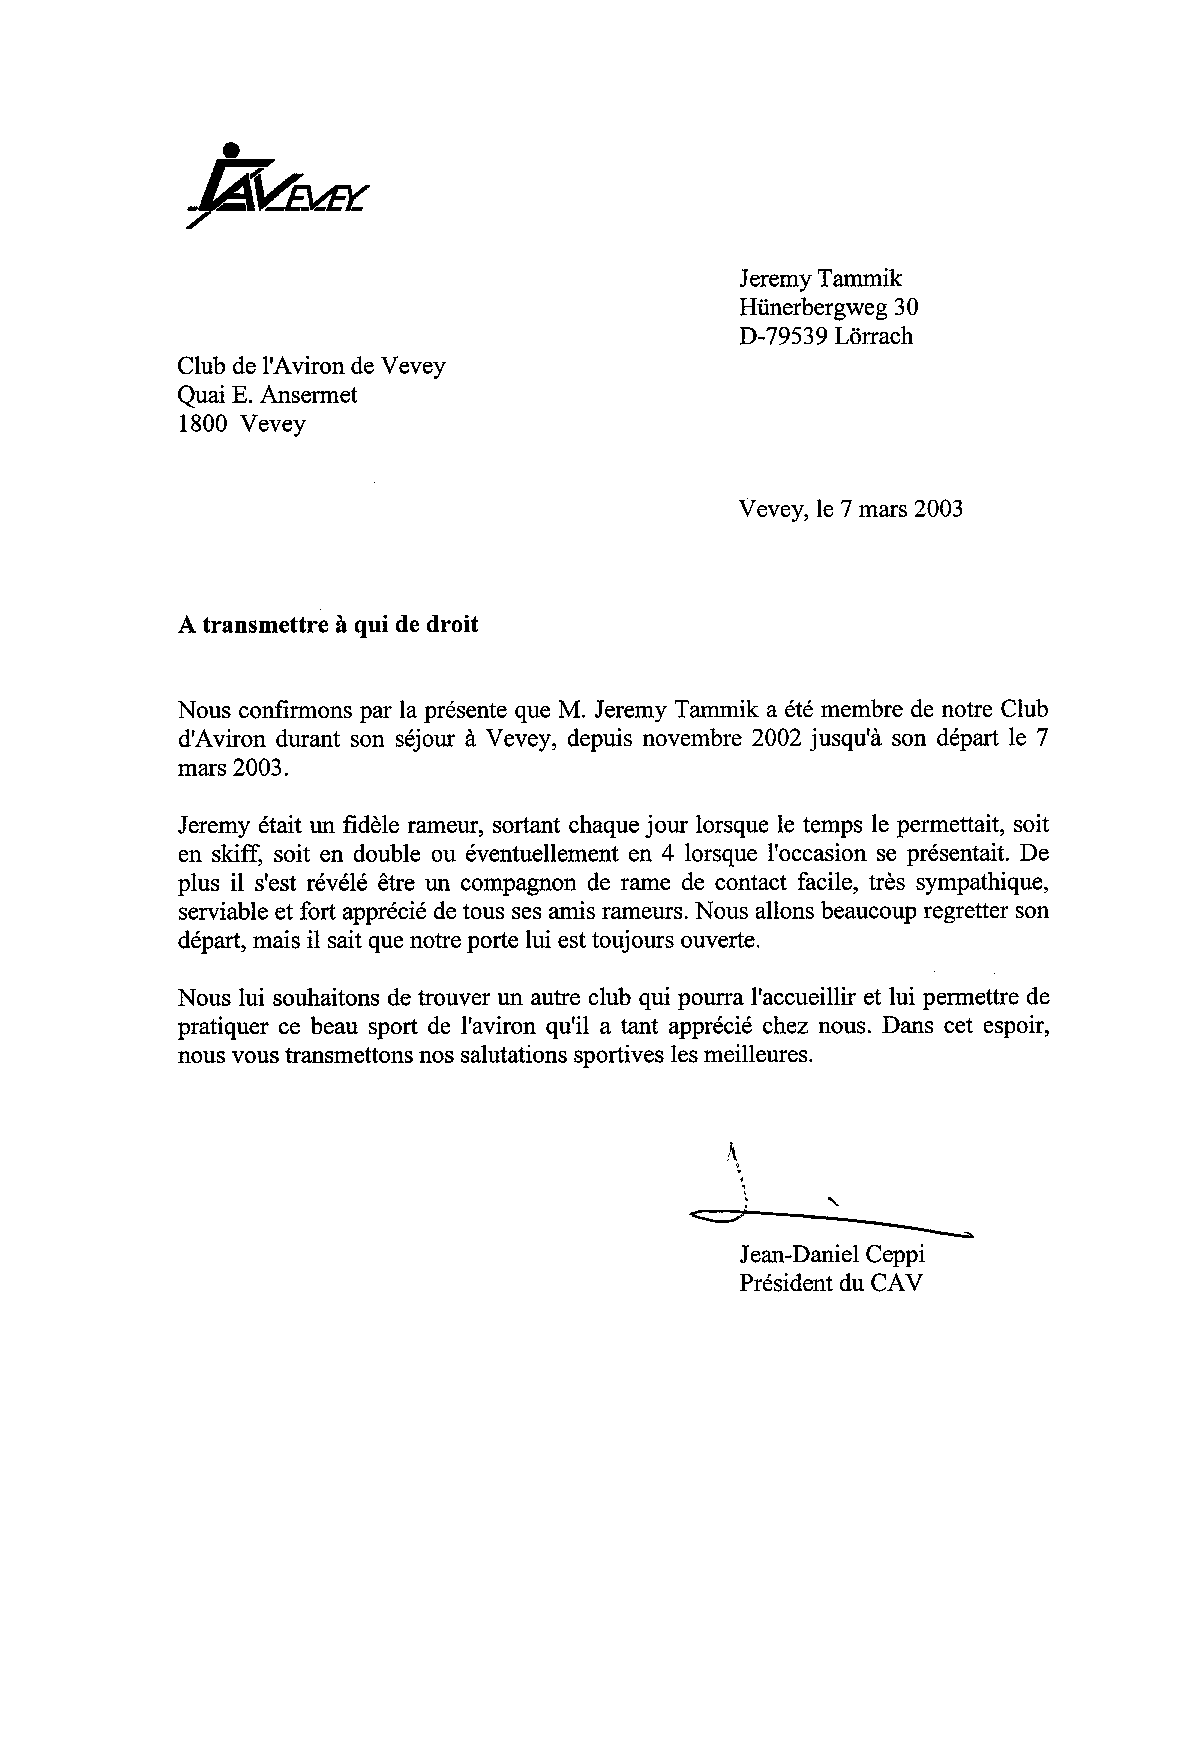 CAVEVEY
Jeremy Tammik
Hünerbergweg 30
D-79539 Lörrach
Club de l'Aviron de Vevey
Quai E. Ansermet
1800 Vevey
Vevey, le 7 mars 2003
A transmettre à qui de droit
Nous confirmons par la présente que M. Jeremy Tammik a été membre de notre Club
d'Aviron durant son séjour à Vevey, depuis novembre 2002 jusqu'à son départ le 7
mars 2003.
Jeremy était un fidèle rameur, sortant chaque jour lorsque le temps le permettait, soit
en skiff, soit en double ou éventuellement en 4 lorsque l'occasion se présentait. De
plus il s'est révélé être un compagnon de rame de contact facile, très sympathique,
serviable et fort apprécié de tous ses amis rameurs. Nous allons beaucoup regretter son
départ, mais il sait que notre porte lui est toujours ouverte.
Nous lui souhaitons de trouver un autre club qui pourra l'accueillir et lui permettre de
pratiquer ce beau sport de l'aviron qu'il a tant apprécié chez nous. Dans cet espoir,
nous vous transmettons nos salutations sportives les meilleures.
Jean-Daniel Ceppi
Président du CAV